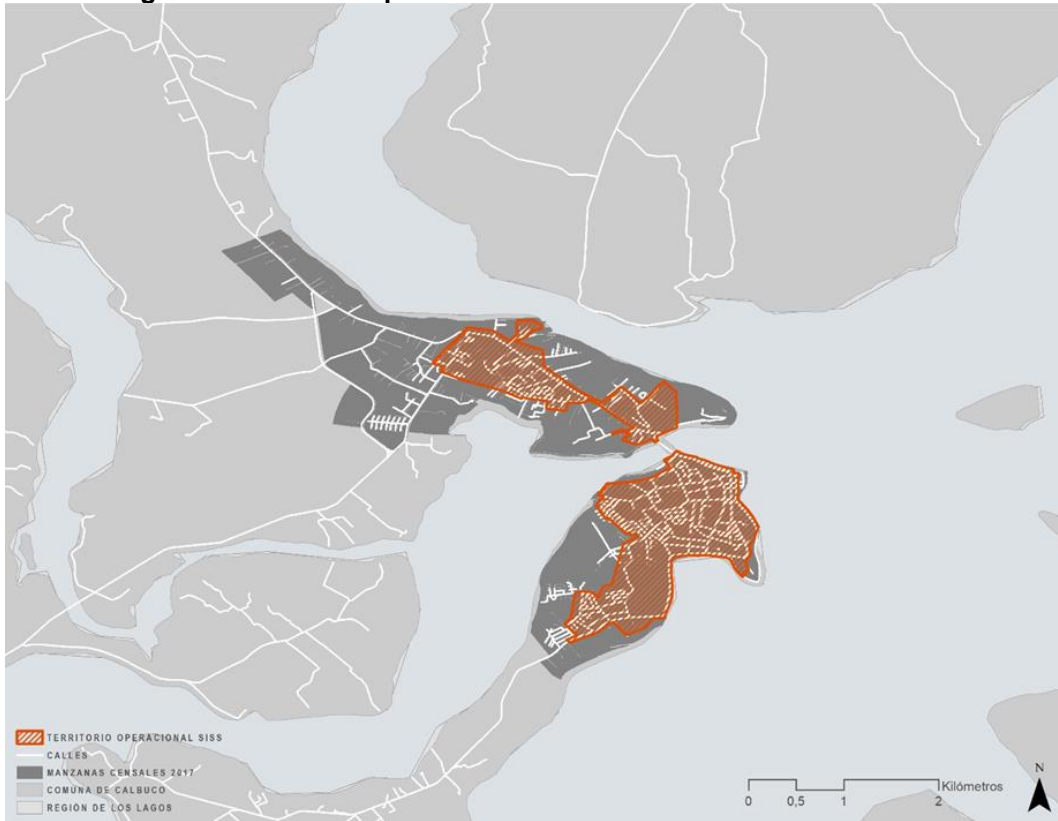 TERRITORIO OPERACIONAL SISS
CALLES
MANZANAS CENSALES 2017
COMUNA DE CALBUCO
REGIÓN DE LOS LAGOS
0 0,5 1 2 Kilómetros
N